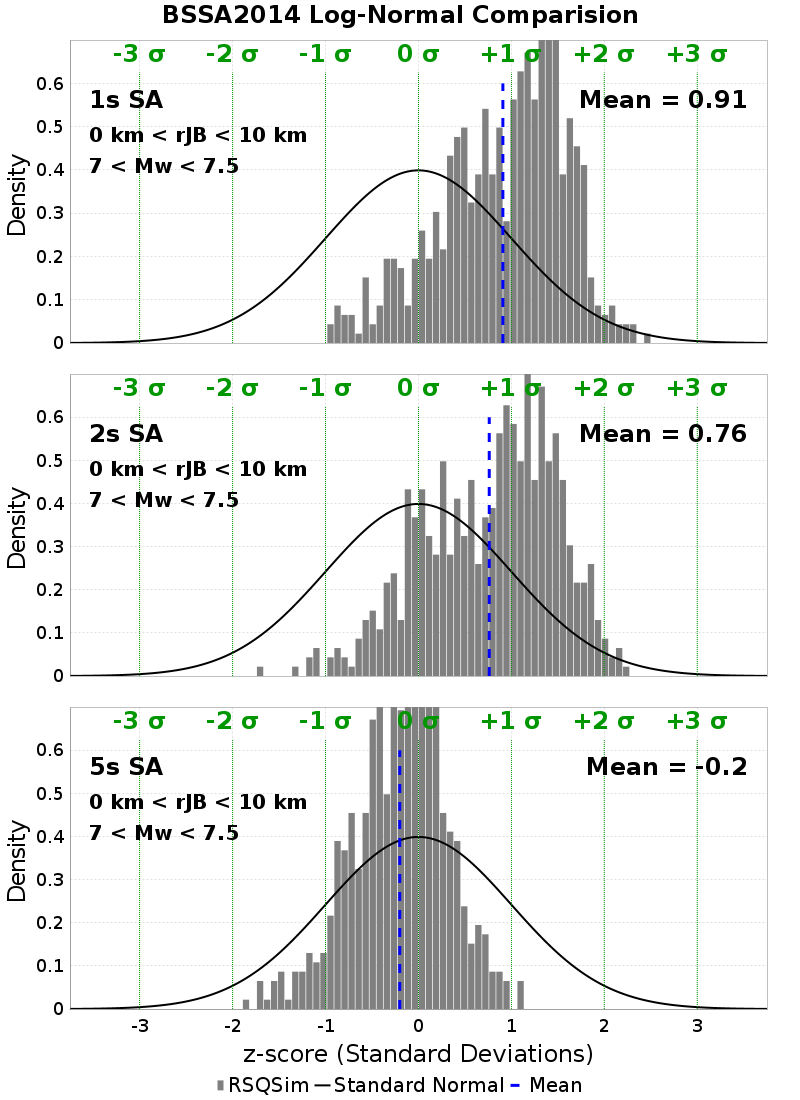 BSSA2014 Log-Normal Comparision
-3 σ -2 σ -1 σ 0 σ +1 σ +2 σ +3 σ
1s SA
Mean = 0.91
0 km < rJB < 10 km
7 < Mw < 7.5
Density
0.6
0.5
0.4
0.3
0.2
0.1
0
-3 σ -2 σ -1 σ 0 σ +1 σ +2 σ +3 σ
2s SA
Mean = 0.76
0 km < rJB < 10 km
7 < Mw < 7.5
Density
0.6
0.5
0.4
0.3
0.2
0.1
0
-3 σ -2 σ -1 σ 0 σ +1 σ +2 σ +3 σ
5s SA
Mean = -0.2
0 km < rJB < 10 km
7 < Mw < 7.5
Density
0.6
0.5
0.4
0.3
0.2
0.1
0
-3 -2 -1 0 1 2 3
z-score (Standard Deviations)
RSQSim Standard Normal Mean